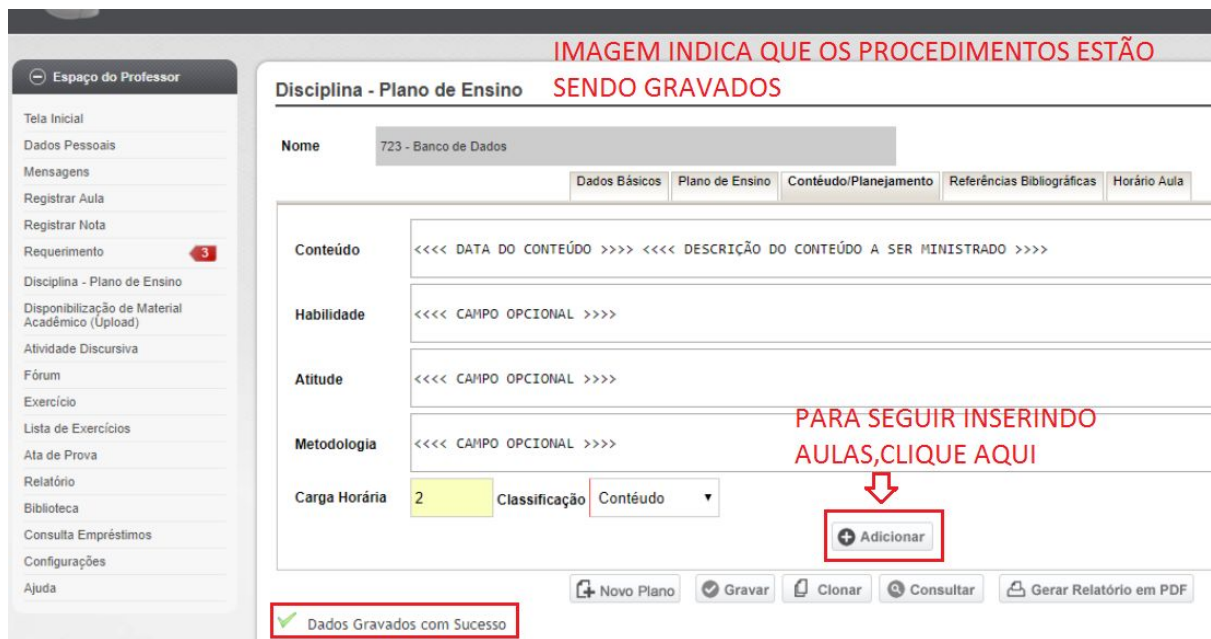 IMAGEM INDICA QUE OS PROCEDIMENTOS ESTÃO
SENDO GRAVADOS
Espaço do Professor
Tela Inicial
Dados Pessoais
Mensagens
Registrar Aula
Registrar Nota
Requerimento 3
Disciplina - Plano de Ensino
Disponibilização de Material
Acadêmico (Upload)
Atividade Discursiva
Fórum
Exercício
Lista de Exercícios
Ata de Prova
Relatório
Biblioteca
Consulta Empréstimos
Configurações
Ajuda
Disciplina - Plano de Ensino
Nome 723 - Banco de Dados
Dados Básicos Plano de Ensino Contéudo/Planejamento Referências Bibliográficas Horário Aula
Conteúdo <<<< DATA DO CONTEÚDO >>>> <<<< DESCRIÇÃO DO CONTEÚDO A SER MINISTRADO >>>>
Habilidade <<<< CAMPO OPCIONAL >>>>
Atitude <<<< CAMPO OPCIONAL >>>>
Metodologia <<<< CAMPO OPCIONAL >>>>
PARA SEGUIR INSERINDO
AULAS,CLIQUE AQUI
Carga Horária 2 Classificação Contéudo
Adicionar
Novo Plano Gravar Clonar Consultar Gerar Relatório em PDF
Dados Gravados com Sucesso